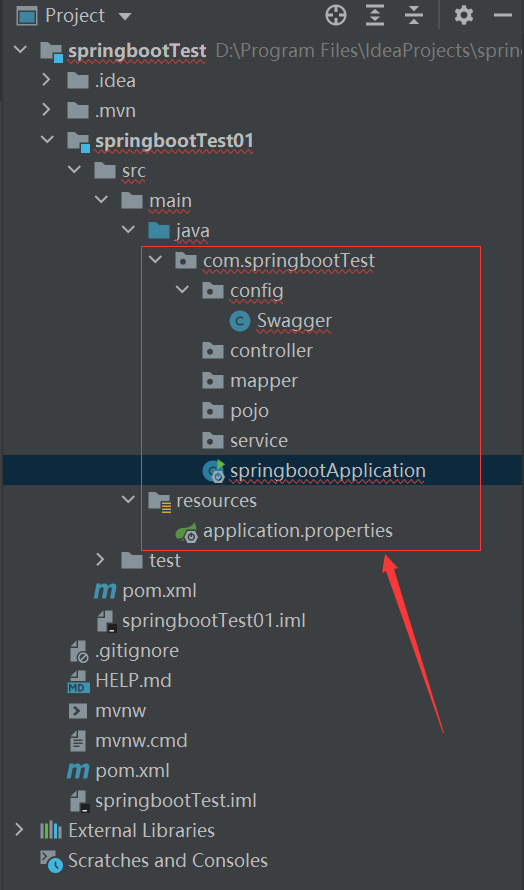 Project
springbootTest D:\Program Files\IdeaProjects\sprin
.idea
.mvn
springbootTest01
src
main
java
com.springbootTest
config
C Swagger
controller
mapper
pojo
service
springbootApplication
resources
application.properties
test
m pom.xml
springbootTest01.iml
.gitignore
MD HELP.md
mvnw
mvnw.cmd
m pom.xml
springbootTest.iml
External Libraries
Scratches and Consoles